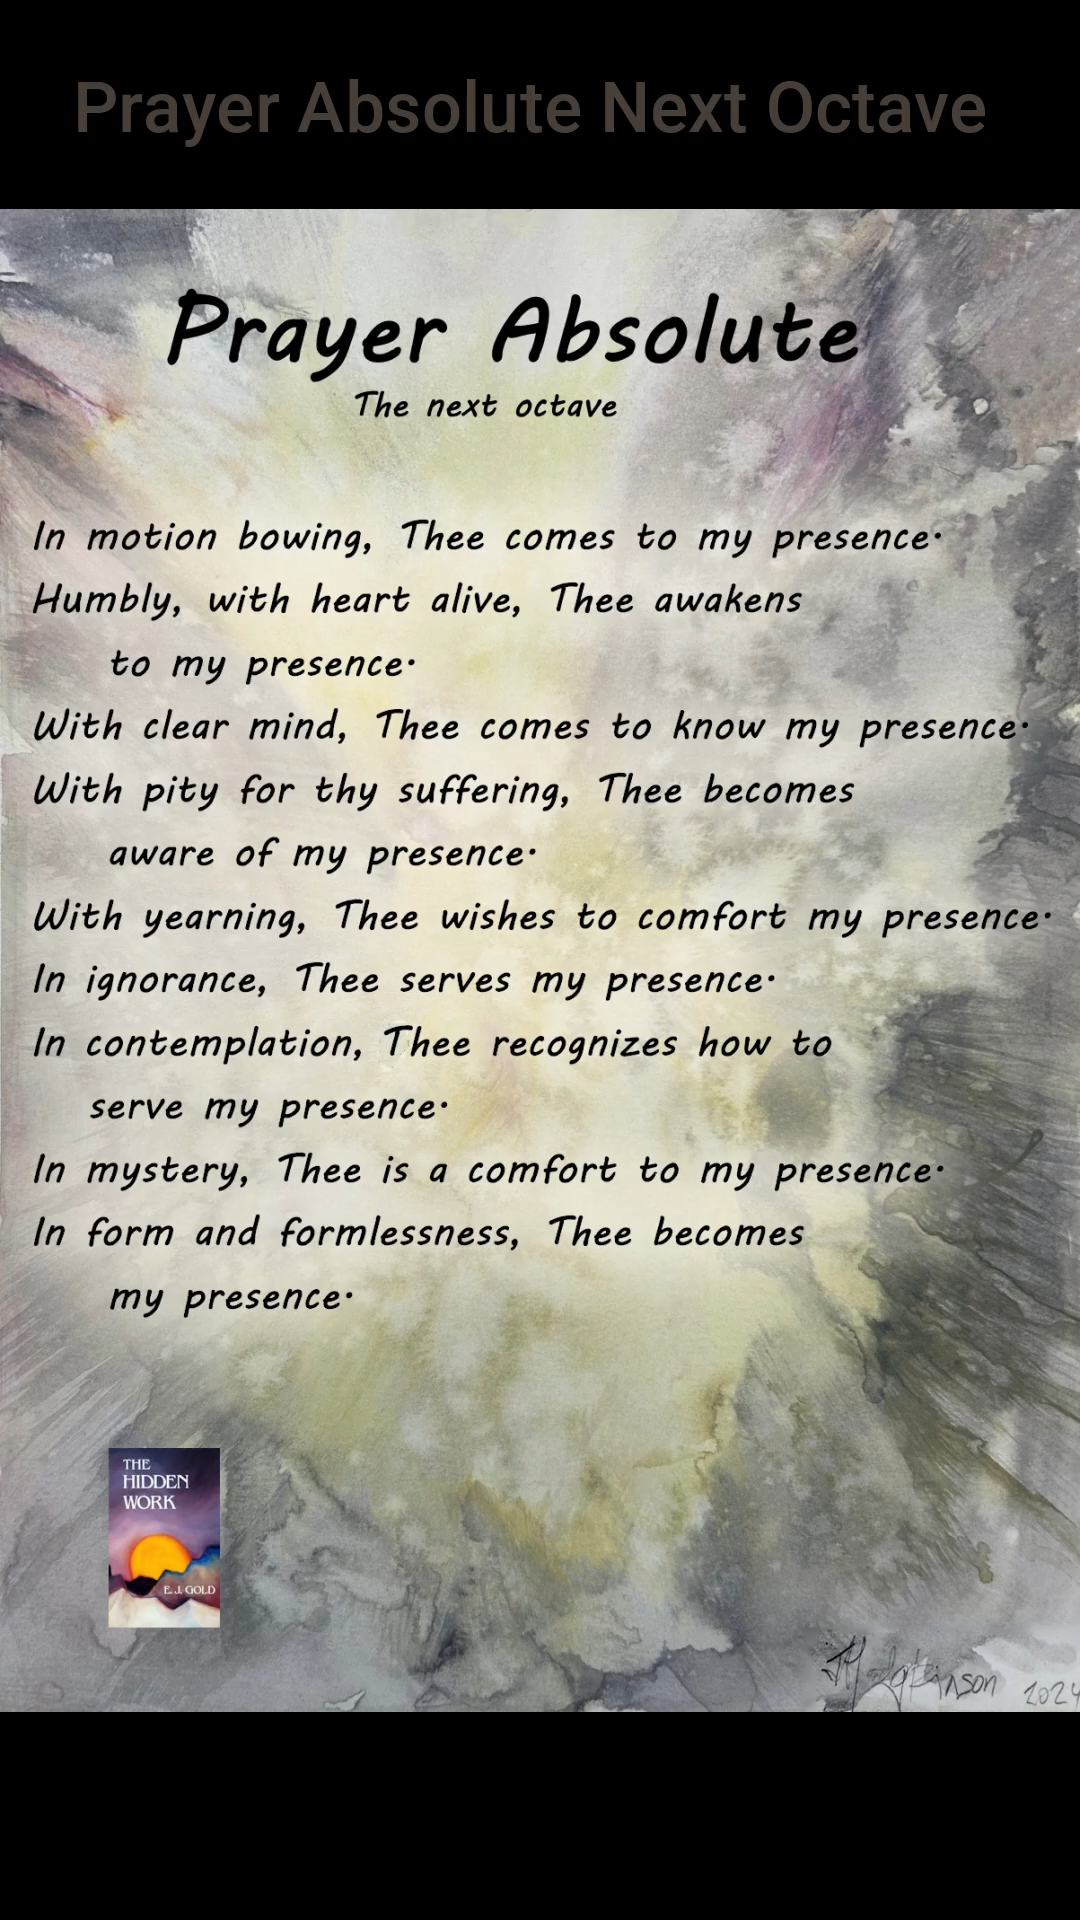 Prayer Absolute Next Octave
Prayer Absolute
The next octave
In motion bowing, Thee comes to my presence.
Humbly, with heart alive, Thee awakens
to my presence.
With clear mind, Thee comes to know my presence.
With pity for thy suffering, Thee becomes
aware of my presence.
With yearning, Thee wishes to comfort my presence.
In ignorance, Thee serves my presence.
In contemplation, Thee recognizes how to
serve my presence.
In mystery, Thee is a comfort to my presence.
In form and formlessness, Thee becomes
my presence.
THE
HIDDEN
WORK
E.J. GOLD
JHodgkinson 2024